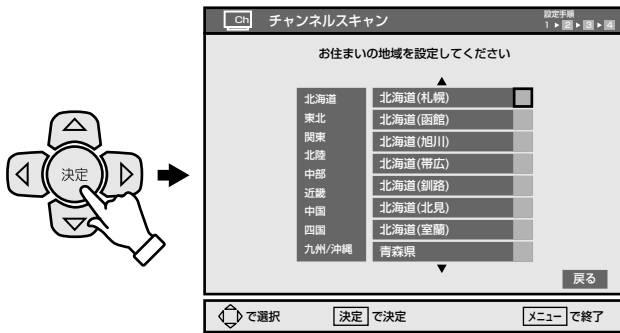 Ch チャンネルスキャン
設定手順
1 ▶ 2 ▶ 3 ▶ 4
お住まいの地域を設定してください
▲
北海道
東北
関東
北陸
中部
近畿
中国
四国
九州/沖縄
北海道(札幌)
北海道(函館)
北海道(旭川)
北海道(帯広)
北海道(釧路)
北海道(北見)
北海道(室蘭)
青森県
▼
戻る
決定
で選択 決定 で決定 メニュー で終了